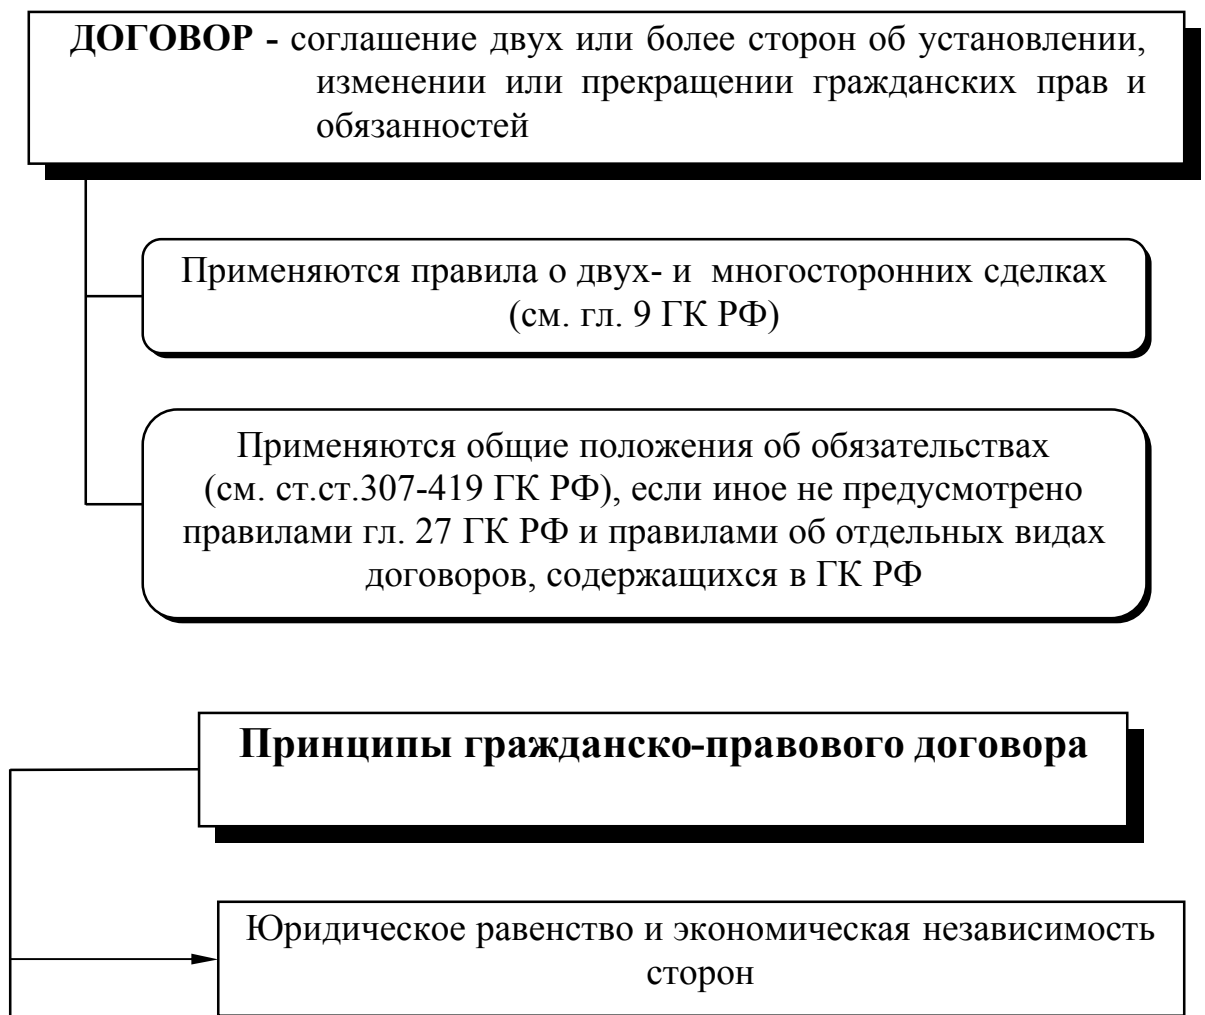 ДОГОВОР - соглашение двух или более сторон об установлении,
изменении или прекращении гражданских прав и
обязанностей
Применяются правила о двух- и многосторонних сделках
(см. гл. 9 ГК РФ)
Применяются общие положения об обязательствах
(см. ст.ст.307-419 ГК РФ), если иное не предусмотрено
правилами гл. 27 ГК РФ и правилами об отдельных видах
договоров, содержащихся в ГК РФ
Принципы гражданско-правового договора
Юридическое равенство и экономическая независимость
сторон